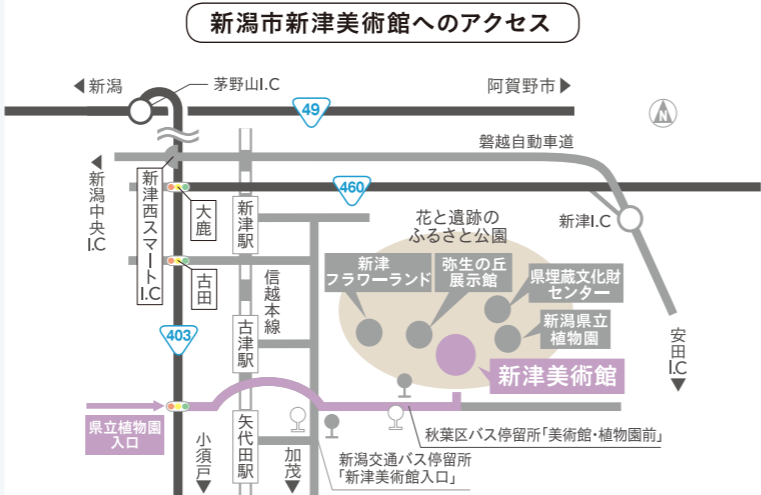 新潟市新津美術館へのアクセス
◀新潟
茅野山I.C
阿賀野市▶
49
N
磐越自動車道
新潟中央I.C
新津西スマートI.C
大鹿
460
新津駅
花と遺跡の
ふるさと公園
新津I.C
古田
信越本線
新津
フラワーランド
弥生の丘
展示館
県埋蔵文化財
センター
新潟県立
植物園
403
古津駅
安田I.C
新津美術館
県立植物園
入口
小須戸
矢代田駅
加茂
秋葉区バス停留所「美術館・植物園前」
新潟交通バス停留所
「新津美術館入口」